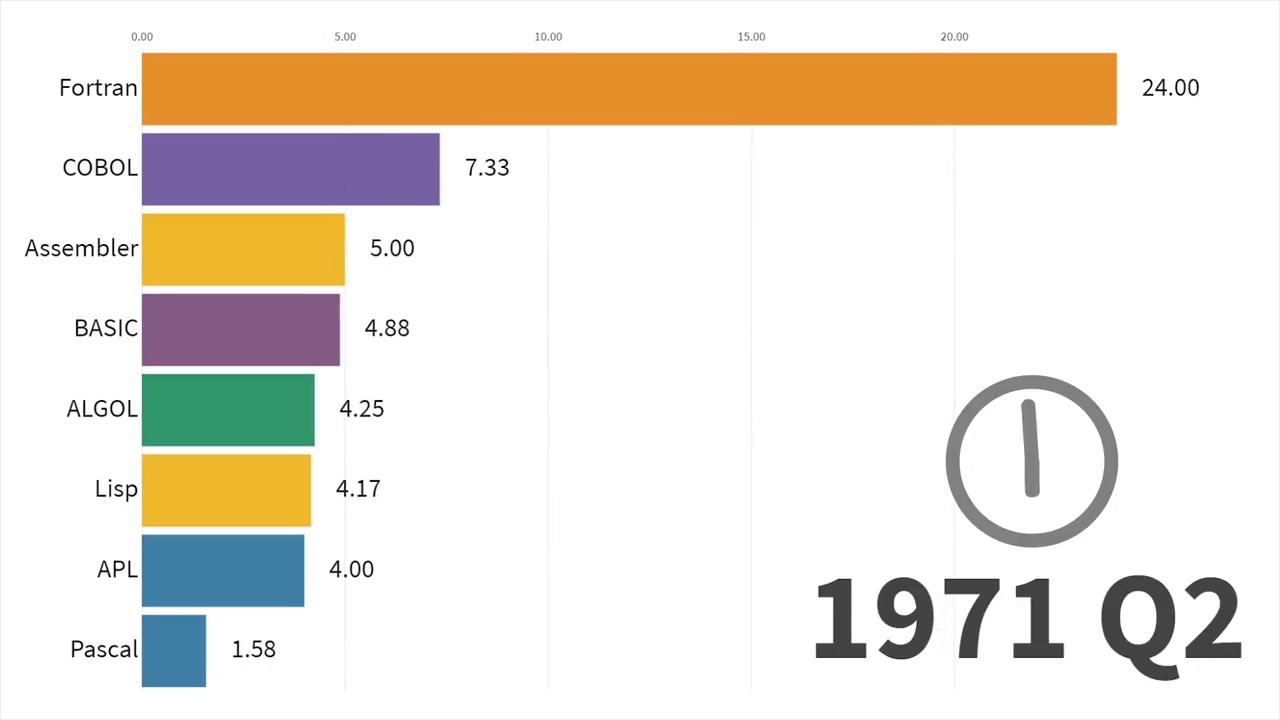 0.00 5.00 10.00 15.00 20.00
Fortran 24.00
COBOL 7.33
Assembler 5.00
BASIC 4.88
ALGOL 4.25
Lisp 4.17
APL 4.00
Pascal 1.58
1971 Q2